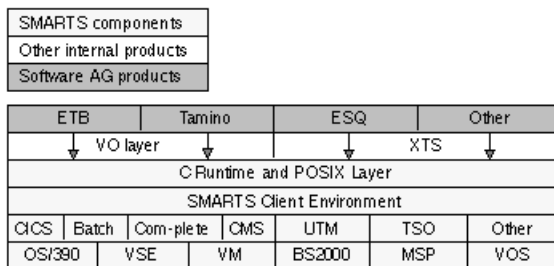 SMARTS components
Other internal products
Software AG products
ETB Tamino ESQ Other
VO layer XTS
C Runtime and POSIX Layer
SMARTS Client Environment
CICS Batch Com-plete CMS UTM TSO Other
OS/390 VSE VM BS2000 MSP VOS